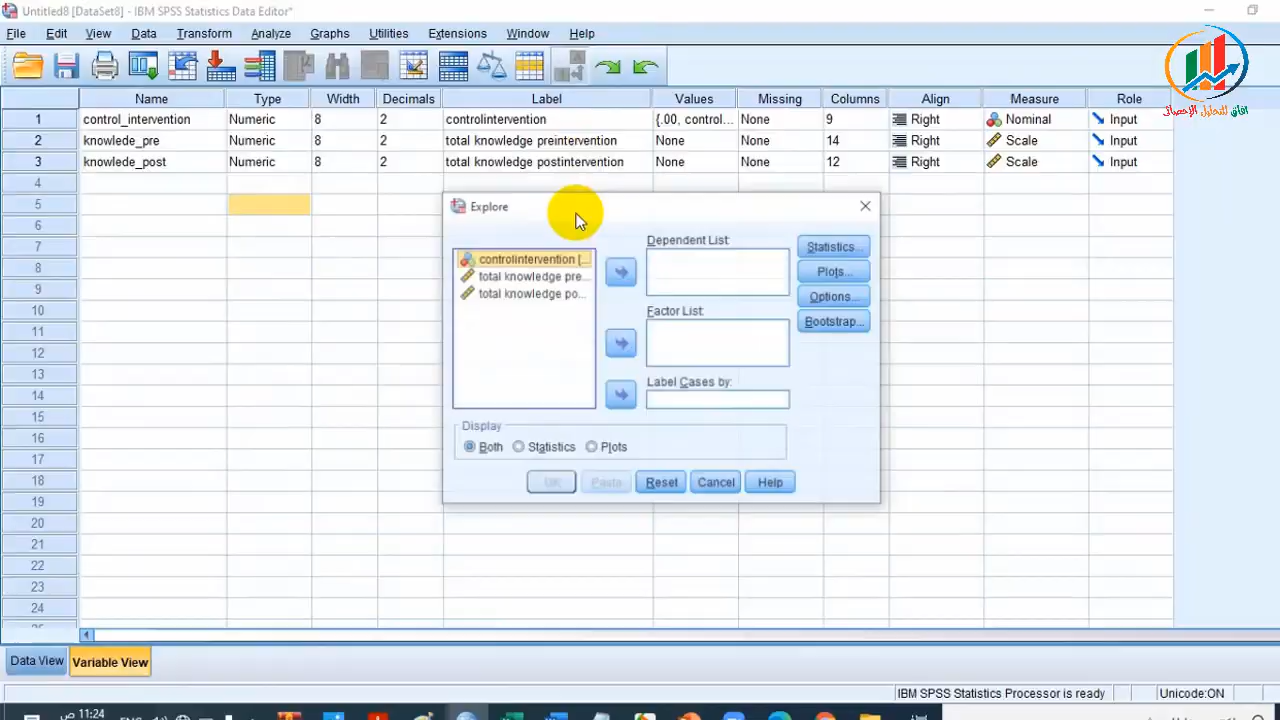 Untitled8 [DataSet8] - IBM SPSS Statistics Data Editor*
File Edit View Data Transform Analyze Graphs Utilities Extensions Window Help
آفاق للتحليل الإحصائي
Name Type Width Decimals Label Values Missing Columns Align Measure Role
1 control_intervention Numeric 8 2 controlintervention {.00, control... None 9 Right Nominal Input
2 knowlede_pre Numeric 8 2 total knowledge preintervention None None 14 Right Scale Input
3 knowlede_post Numeric 8 2 total knowledge postintervention None None 12 Right Scale Input
4
5
6
7
8
9
10
11
12
13
14
15
16
17
18
19
20
21
22
23
24
Explore
controlintervention [...
total knowledge pre...
total knowledge po...
Dependent List:
Factor List:
Label Cases by:
Statistics...
Plots...
Options...
Bootstrap...
Display
Both Statistics Plots
OK Paste Reset Cancel Help
Data View Variable View
IBM SPSS Statistics Processor is ready Unicode:ON
11:24 ص ENG